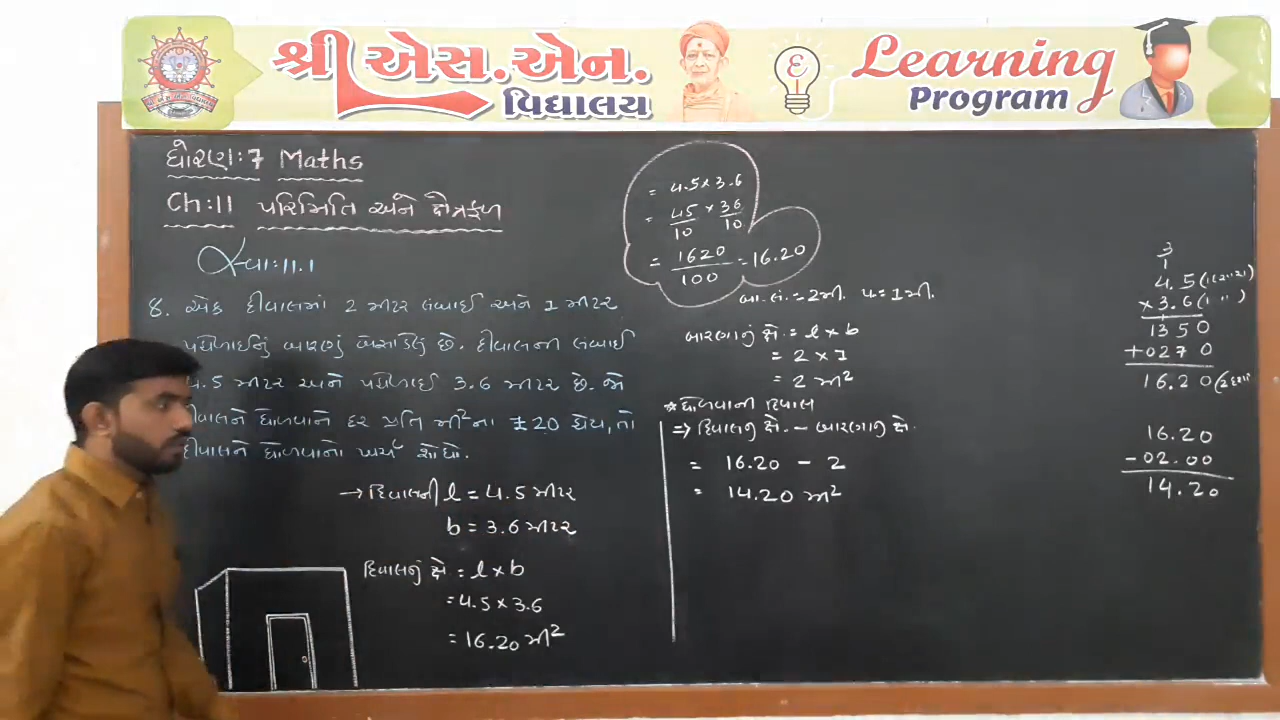 શ્રી એસ.એન.
વિદ્યાલય
Learning
Program
ધોરણ:7 Maths
Ch:11 પરિમિતિ અને ક્ષેત્રફળ
સ્વા:11.1
8. એક દીવાલમાં 2 મીટર લંબાઈ અને 1 મીટર
પહોળાઈનું બારણું બેસાડેલું છે. દીવાલની લંબાઈ
4.5 મીટર અને પહોળાઈ 3.6 મીટર છે. જો
દીવાલને ધોળવાનો દર પ્રતિ મી²ના ₹20 હોય, તો
દીવાલને ધોળવાનો ખર્ચ શોધો.
→ દિવાલની l = 4.5 મીટર
b = 3.6 મીટર
દિવાલનું ક્ષે. = l × b
= 4.5 × 3.6
= 16.20 મી²
= 4.5 × 3.6
= 45/10 × 36/10
= 1620/100 = 16.20
બા. લં. = 2મી. પ = 1મી.
બારણાનું ક્ષે. = l × b
= 2 × 1
= 2 મી²
* ધોળવાની દિવાલ
⇒ દિવાલનું ક્ષે. – બારણાનું ક્ષે.
= 16.20 – 2
= 14.20 મી²
3
1
4.5
× 3.6
1350
+ 0270
16.20
16.20
- 02.00
14.20